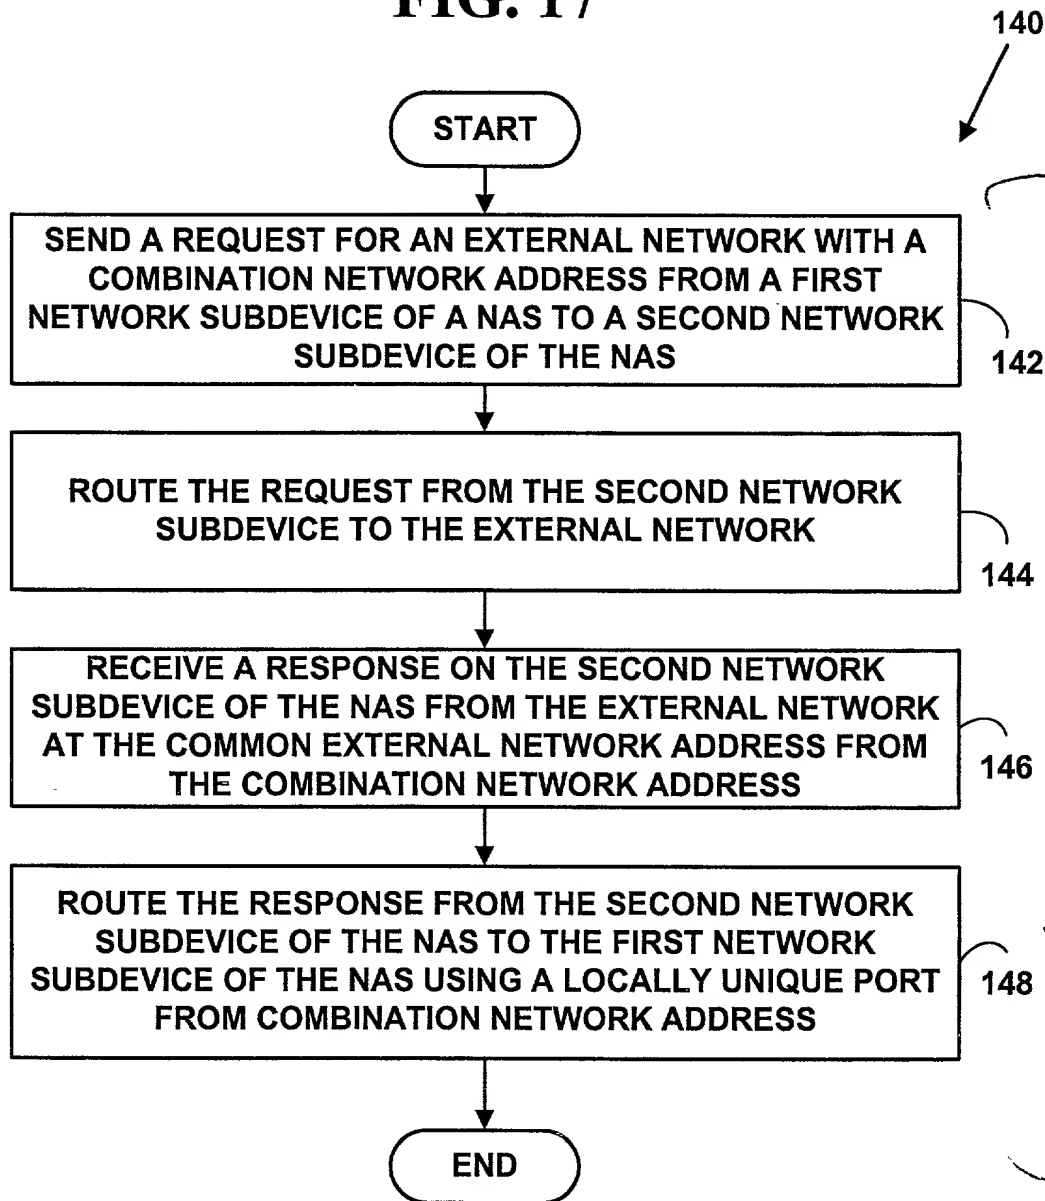 FIG. 17
140
START
SEND A REQUEST FOR AN EXTERNAL NETWORK WITH A
COMBINATION NETWORK ADDRESS FROM A FIRST
NETWORK SUBDEVICE OF A NAS TO A SECOND NETWORK
SUBDEVICE OF THE NAS
142
ROUTE THE REQUEST FROM THE SECOND NETWORK
SUBDEVICE TO THE EXTERNAL NETWORK
144
RECEIVE A RESPONSE ON THE SECOND NETWORK
SUBDEVICE OF THE NAS FROM THE EXTERNAL NETWORK
AT THE COMMON EXTERNAL NETWORK ADDRESS FROM
THE COMBINATION NETWORK ADDRESS
146
ROUTE THE RESPONSE FROM THE SECOND NETWORK
SUBDEVICE OF THE NAS TO THE FIRST NETWORK
SUBDEVICE OF THE NAS USING A LOCALLY UNIQUE PORT
FROM COMBINATION NETWORK ADDRESS
148
END